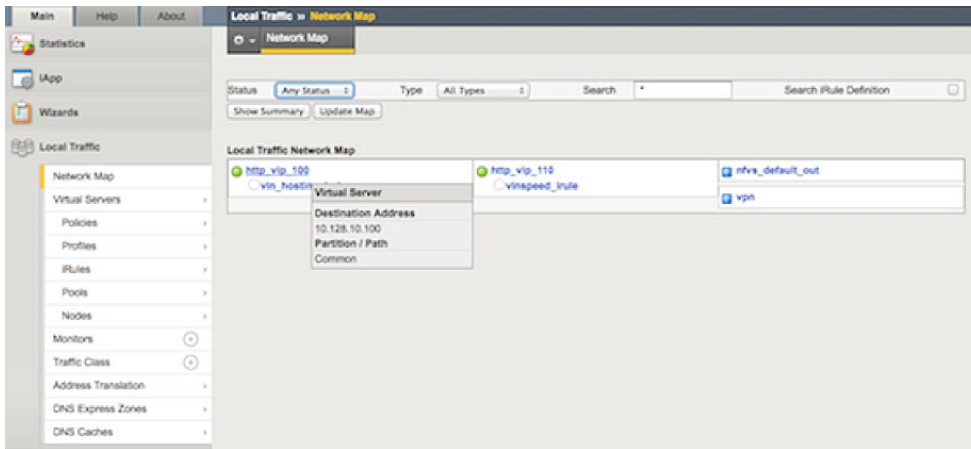 Main Help About
Local Traffic » Network Map
Statistics
Network Map
iApp
Status Any Status Type All Types Search * Search iRule Definition
Wizards
Show Summary Update Map
Local Traffic
Local Traffic Network Map
Network Map
Virtual Servers
Policies
Profiles
iRules
Pools
Nodes
Monitors
Traffic Class
Address Translation
DNS Express Zones
DNS Caches
http_vip_100
http_vip_110
nfvs_default_out
vinspeed_irule
vpn
Virtual Server
Destination Address
10.128.10.100
Partition / Path
Common